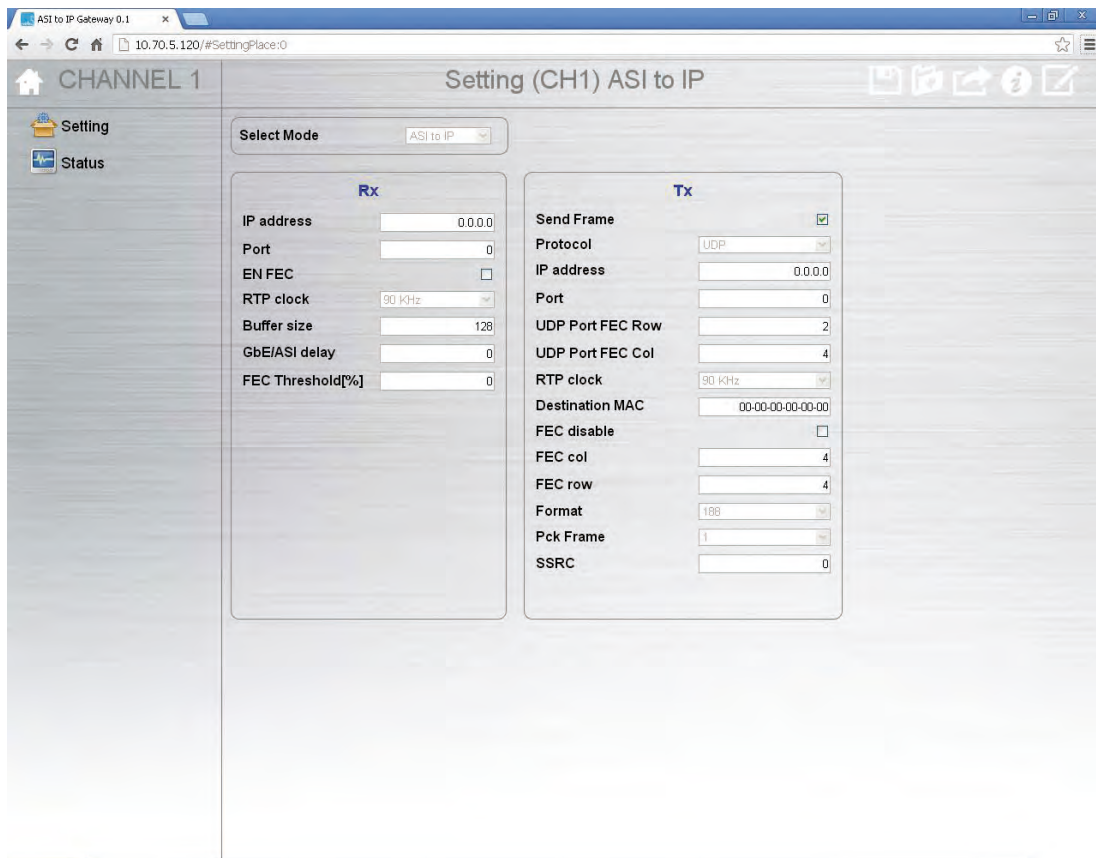 ASI to IP Gateway 0.1
10.70.5.120/#SettingPlace:0
CHANNEL 1
Setting (CH1) ASI to IP
Setting
Status
Select Mode ASI to IP
Rx
IP address 0.0.0.0
Port 0
EN FEC
RTP clock 90 KHz
Buffer size 128
GbE/ASI delay 0
FEC Threshold[%] 0
Tx
Send Frame
Protocol UDP
IP address 0.0.0.0
Port 0
UDP Port FEC Row 2
UDP Port FEC Col 4
RTP clock 90 KHz
Destination MAC 00-00-00-00-00-00
FEC disable
FEC col 4
FEC row 4
Format 188
Pck Frame 1
SSRC 0